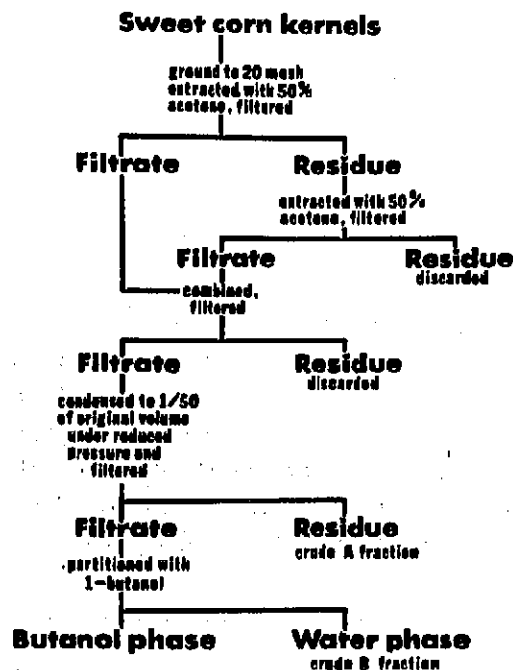 Sweet corn kernels
ground to 20 mesh
extracted with 50%
acetone, filtered
Filtrate
Residue
extracted with 50%
acetone, filtered
Filtrate
Residue
discarded
combined,
filtered
Filtrate
Residue
condensed to 1/50
of original volume
under reduced
pressure and
filtered
discarded
Filtrate
Residue
partitioned with
1-butanol
crude A fraction
Butanol phase
Water phase
crude B fraction